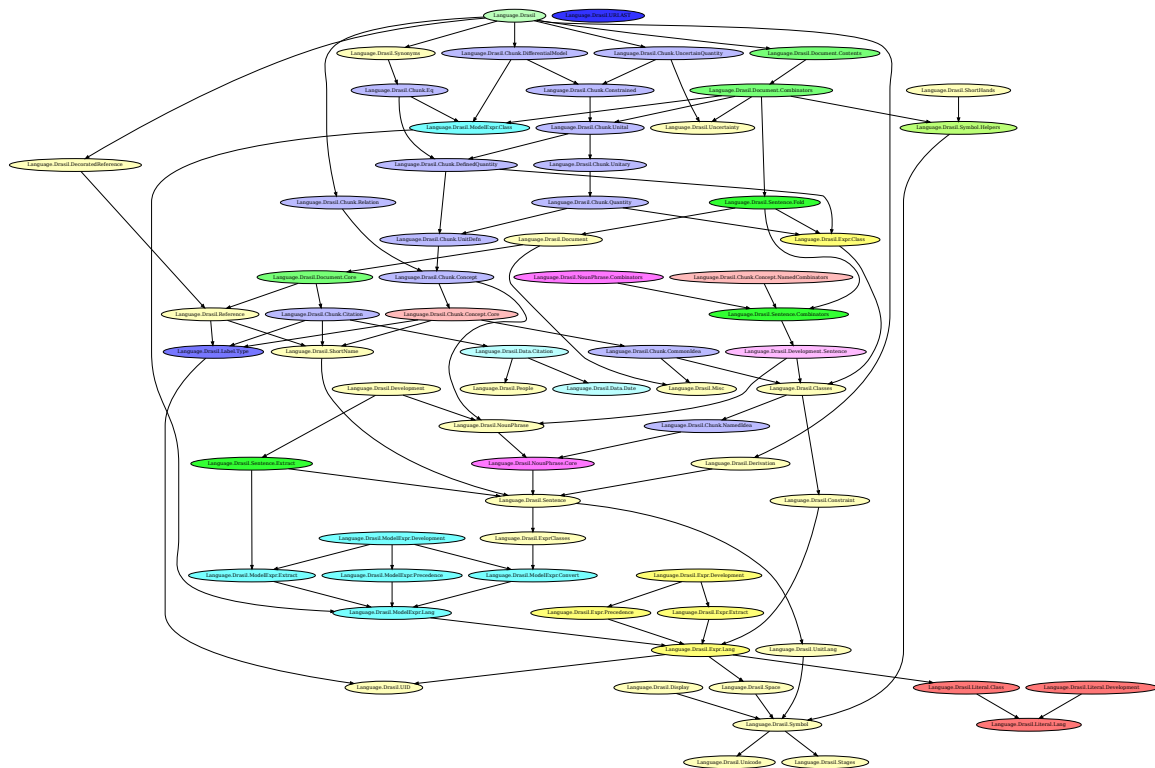 Language.Drasil
Language.Drasil.URI.AST
Language.Drasil.Synonyms
Language.Drasil.Chunk.DifferentialModel
Language.Drasil.Chunk.UncertainQuantity
Language.Drasil.Document.Contents
Language.Drasil.Chunk.Eq
Language.Drasil.Chunk.Constrained
Language.Drasil.Document.Combinators
Language.Drasil.ShortHands
Language.Drasil.ModelExpr.Class
Language.Drasil.Chunk.Unital
Language.Drasil.Uncertainty
Language.Drasil.Symbol.Helpers
Language.Drasil.DecoratedReference
Language.Drasil.Chunk.DefinedQuantity
Language.Drasil.Chunk.Unitary
Language.Drasil.Chunk.Relation
Language.Drasil.Chunk.Quantity
Language.Drasil.Sentence.Fold
Language.Drasil.Chunk.UnitDefn
Language.Drasil.Document
Language.Drasil.Expr.Class
Language.Drasil.Document.Core
Language.Drasil.Chunk.Concept
Language.Drasil.NounPhrase.Combinators
Language.Drasil.Chunk.Concept.NamedCombinators
Language.Drasil.Reference
Language.Drasil.Chunk.Citation
Language.Drasil.Chunk.Concept.Core
Language.Drasil.Sentence.Combinators
Language.Drasil.Label.Type
Language.Drasil.ShortName
Language.Drasil.Data.Citation
Language.Drasil.Chunk.CommonIdea
Language.Drasil.Development.Sentence
Language.Drasil.Development
Language.Drasil.People
Language.Drasil.Data.Date
Language.Drasil.Misc
Language.Drasil.Classes
Language.Drasil.NounPhrase
Language.Drasil.Chunk.NamedIdea
Language.Drasil.Sentence.Extract
Language.Drasil.NounPhrase.Core
Language.Drasil.Derivation
Language.Drasil.Sentence
Language.Drasil.Constraint
Language.Drasil.ModelExpr.Development
Language.Drasil.ExprClasses
Language.Drasil.ModelExpr.Extract
Language.Drasil.ModelExpr.Precedence
Language.Drasil.ModelExpr.Convert
Language.Drasil.Expr.Development
Language.Drasil.ModelExpr.Lang
Language.Drasil.Expr.Precedence
Language.Drasil.Expr.Extract
Language.Drasil.Expr.Lang
Language.Drasil.UnitLang
Language.Drasil.UID
Language.Drasil.Display
Language.Drasil.Space
Language.Drasil.Literal.Class
Language.Drasil.Literal.Development
Language.Drasil.Symbol
Language.Drasil.Literal.Lang
Language.Drasil.Unicode
Language.Drasil.Stages